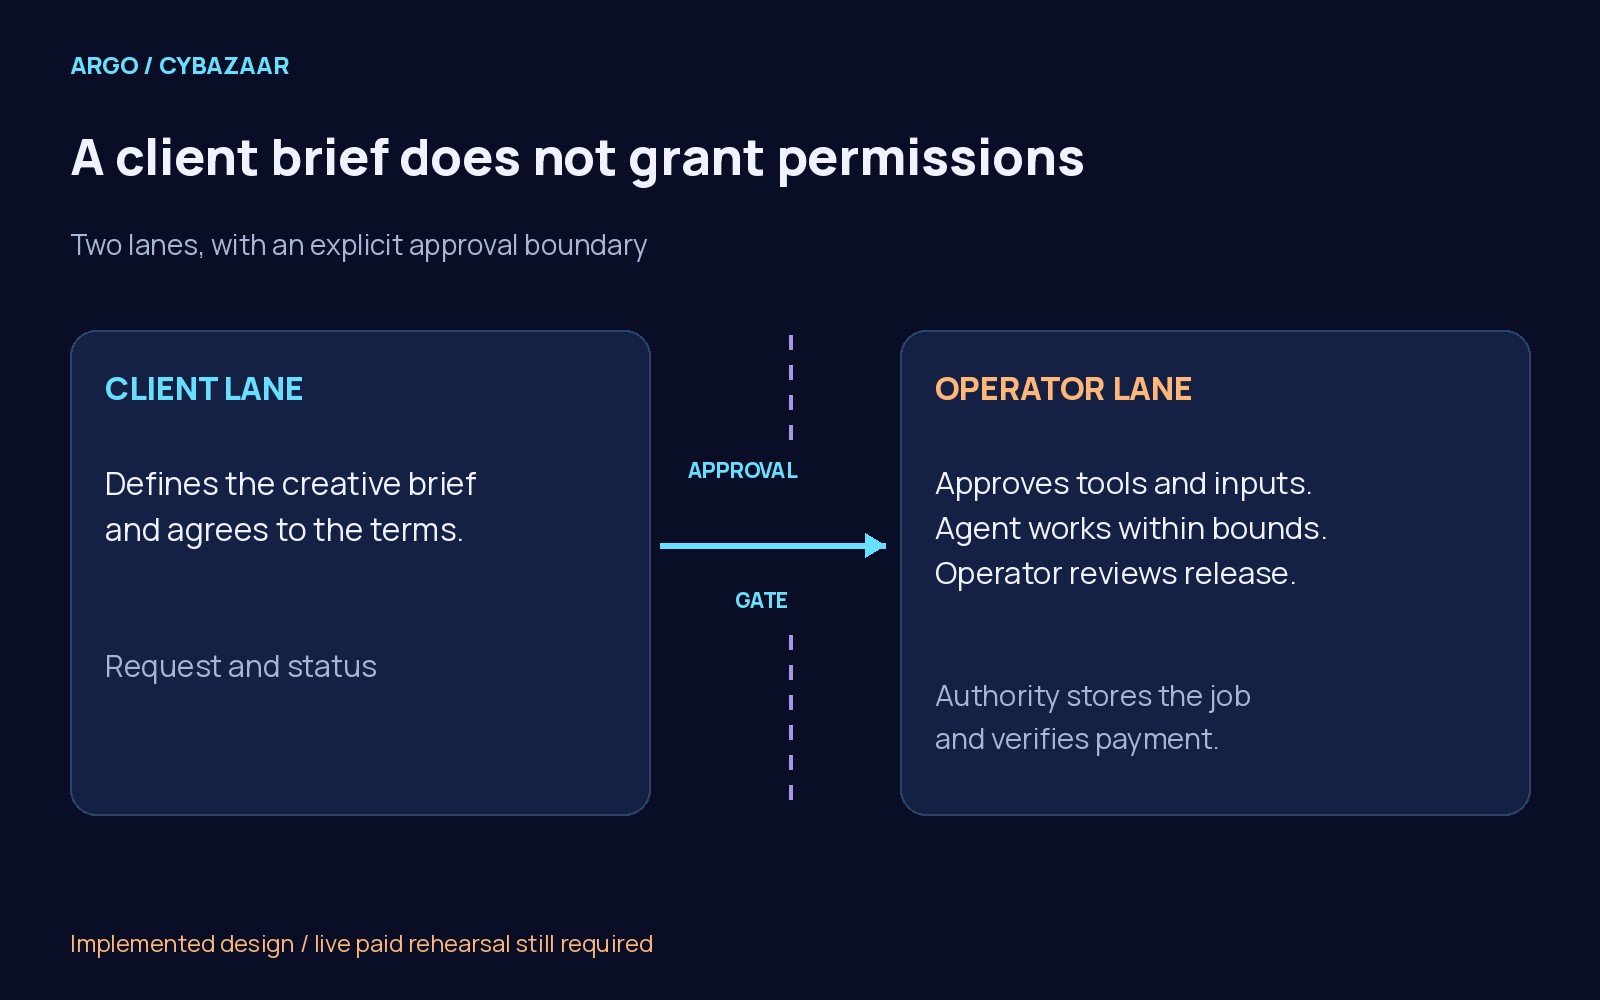 ARGO / CYBAZAAR
A client brief does not grant permissions
Two lanes, with an explicit approval boundary
CLIENT LANE
Defines the creative brief
and agrees to the terms.
Request and status
APPROVAL
GATE
OPERATOR LANE
Approves tools and inputs.
Agent works within bounds.
Operator reviews release.
Authority stores the job
and verifies payment.
Implemented design / live paid rehearsal still required